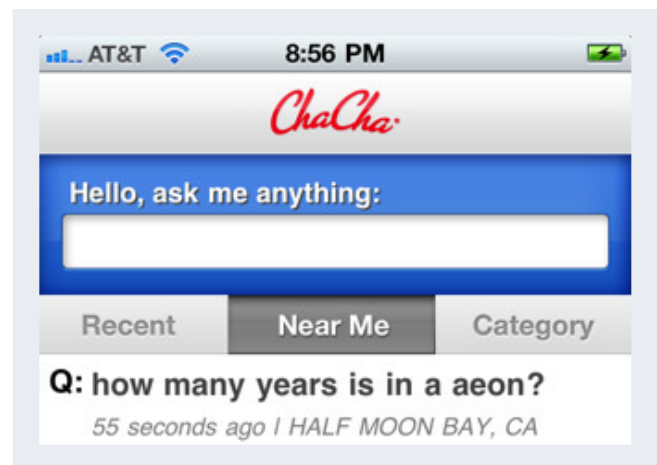 AT&T 8:56 PM
ChaCha
Hello, ask me anything:
Recent Near Me Category
Q: how many years is in a aeon?
55 seconds ago | HALF MOON BAY, CA